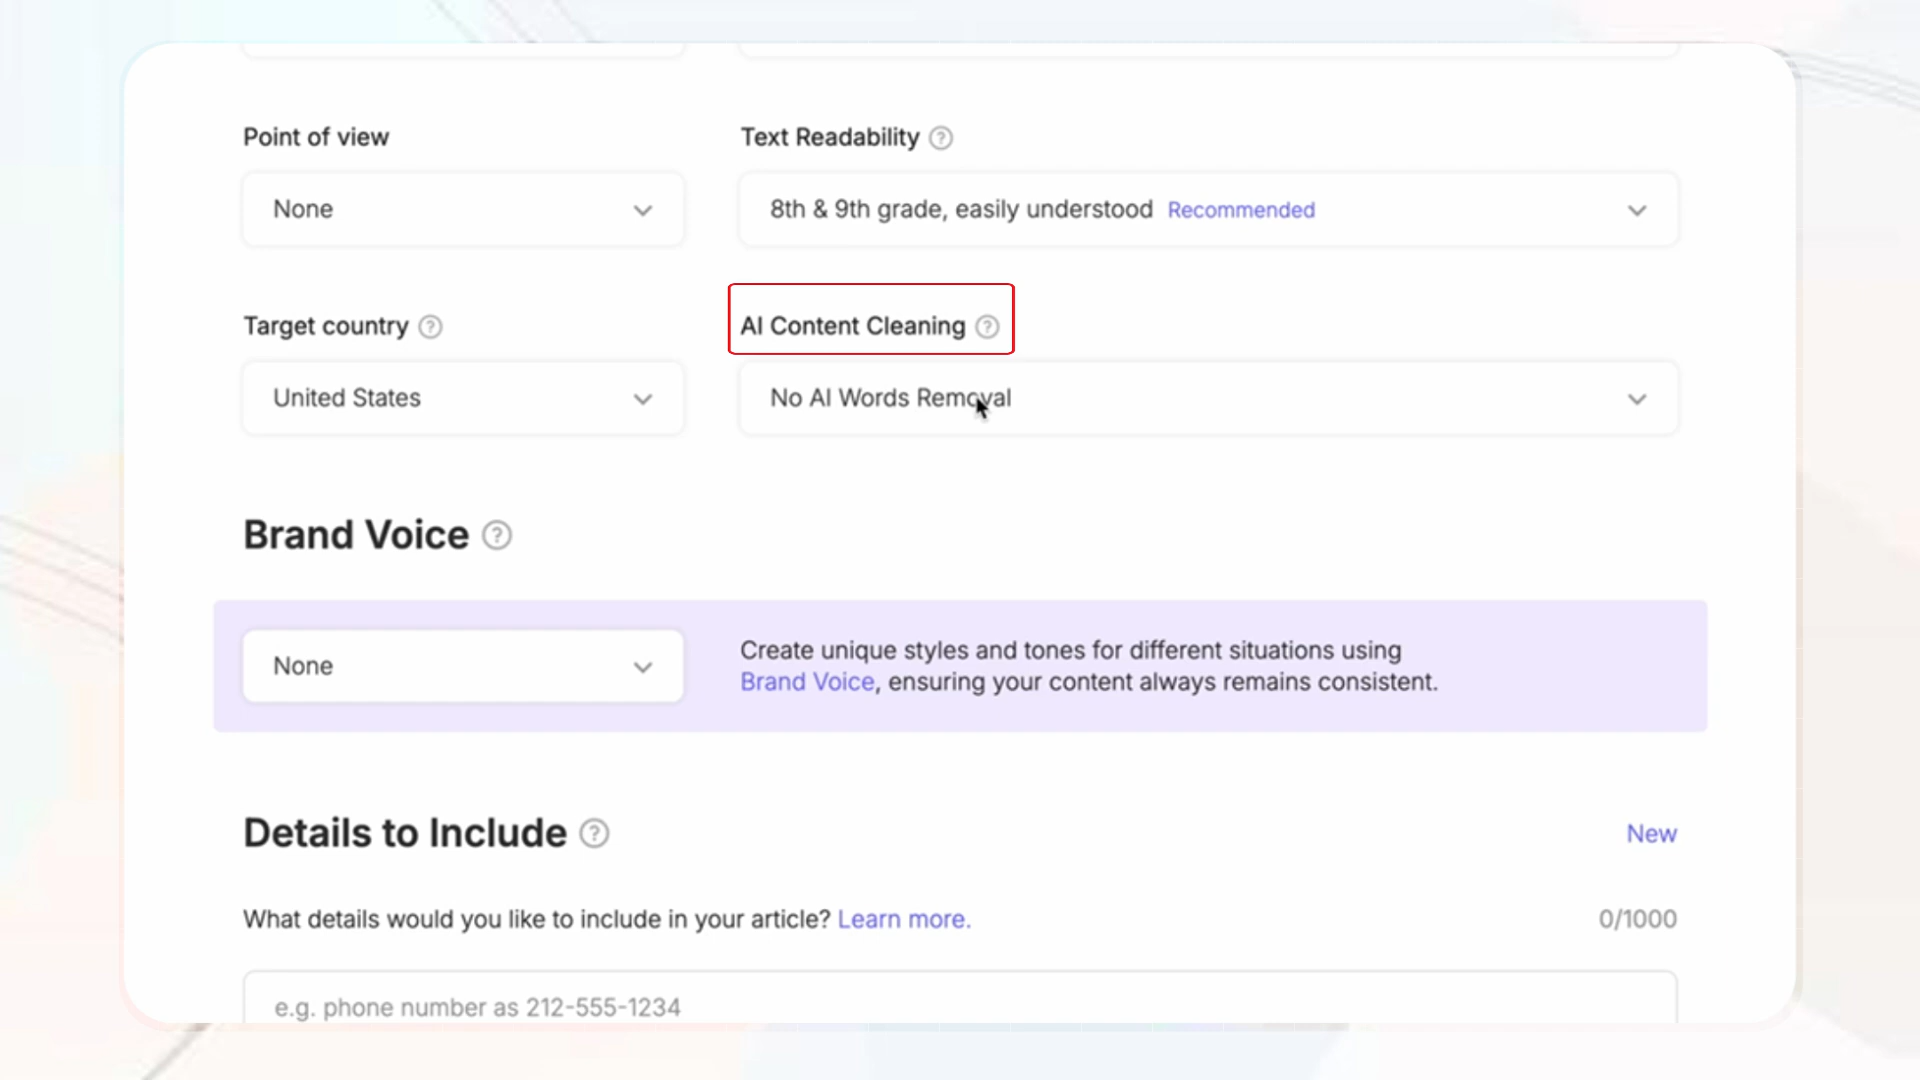 Point of view
Text Readability
None
8th & 9th grade, easily understood Recommended
Target country
AI Content Cleaning
United States
No AI Words Removal
Brand Voice
None
Create unique styles and tones for different situations using
Brand Voice, ensuring your content always remains consistent.
Details to Include
New
What details would you like to include in your article? Learn more.
0/1000
e.g. phone number as 212-555-1234